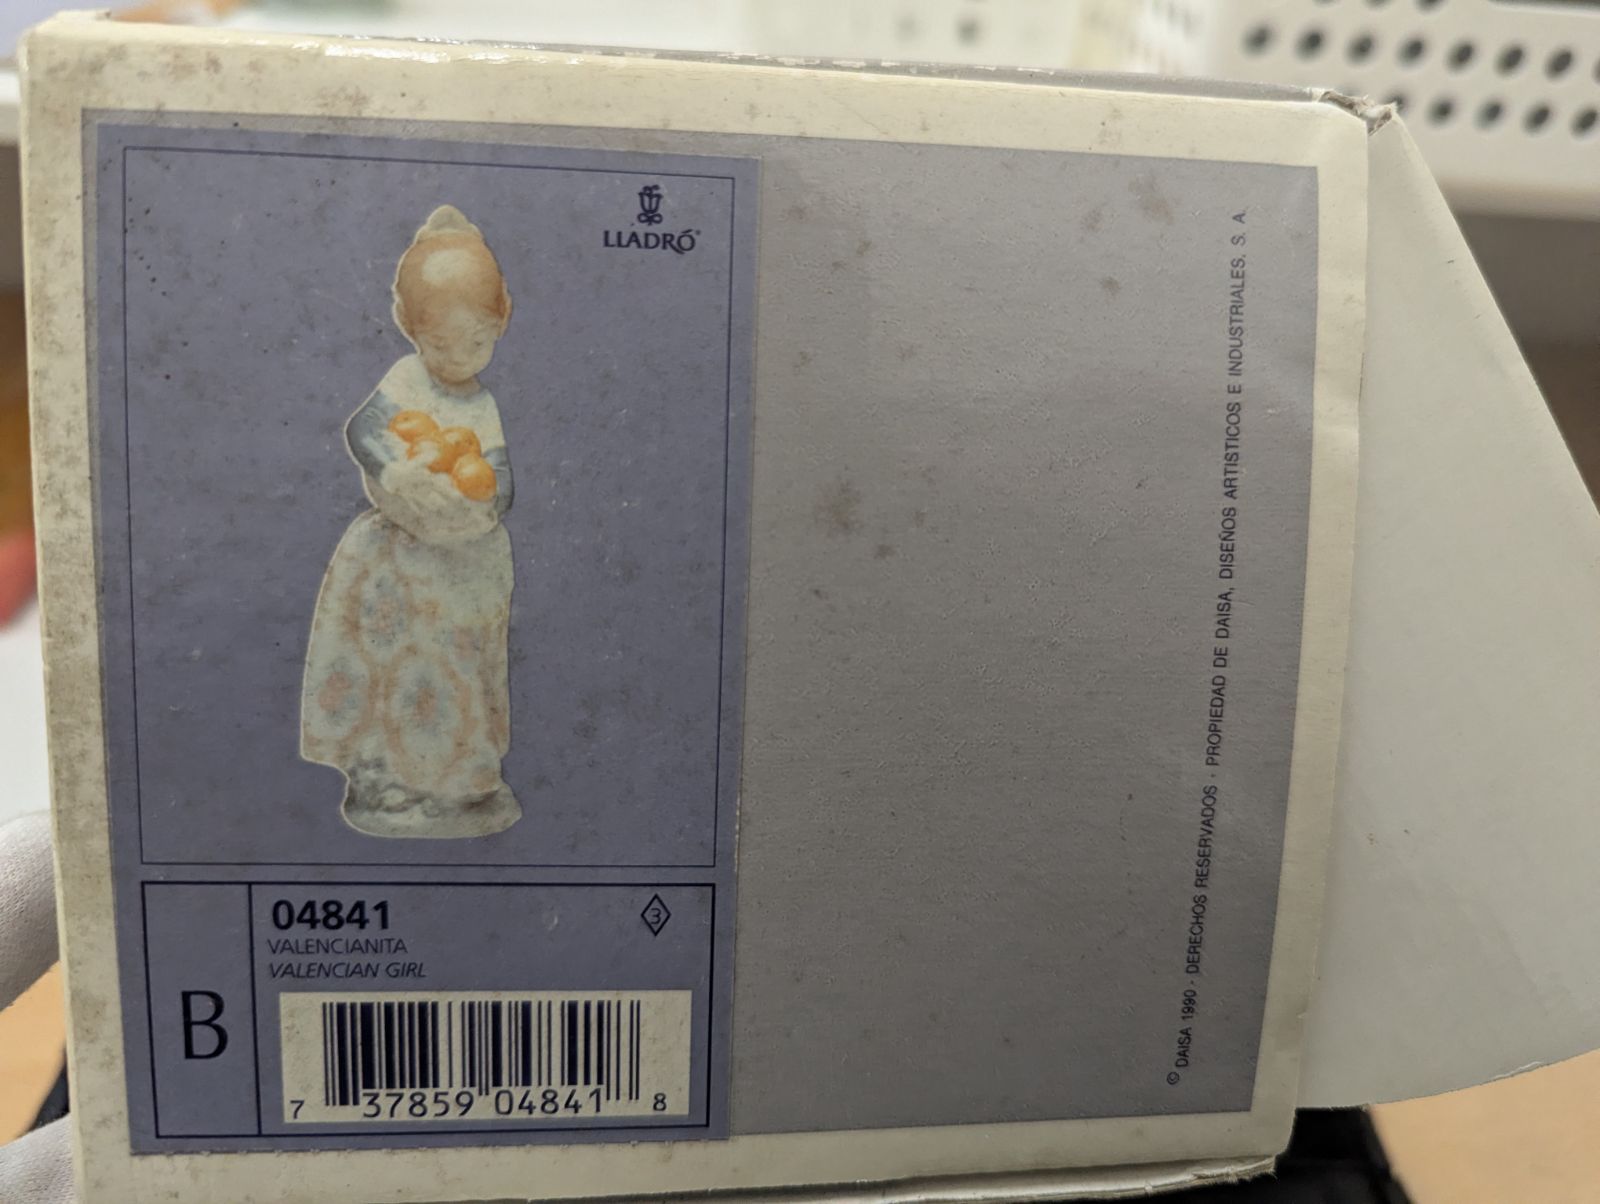 LLADRÓ®
04841
3
VALENCIANITA
VALENCIAN GIRL
B
7 37859 04841 8
© DAISA 1990 · DERECHOS RESERVADOS · PROPIEDAD DE DAISA, DISEÑOS ARTISTICOS E INDUSTRIALES. S. A.